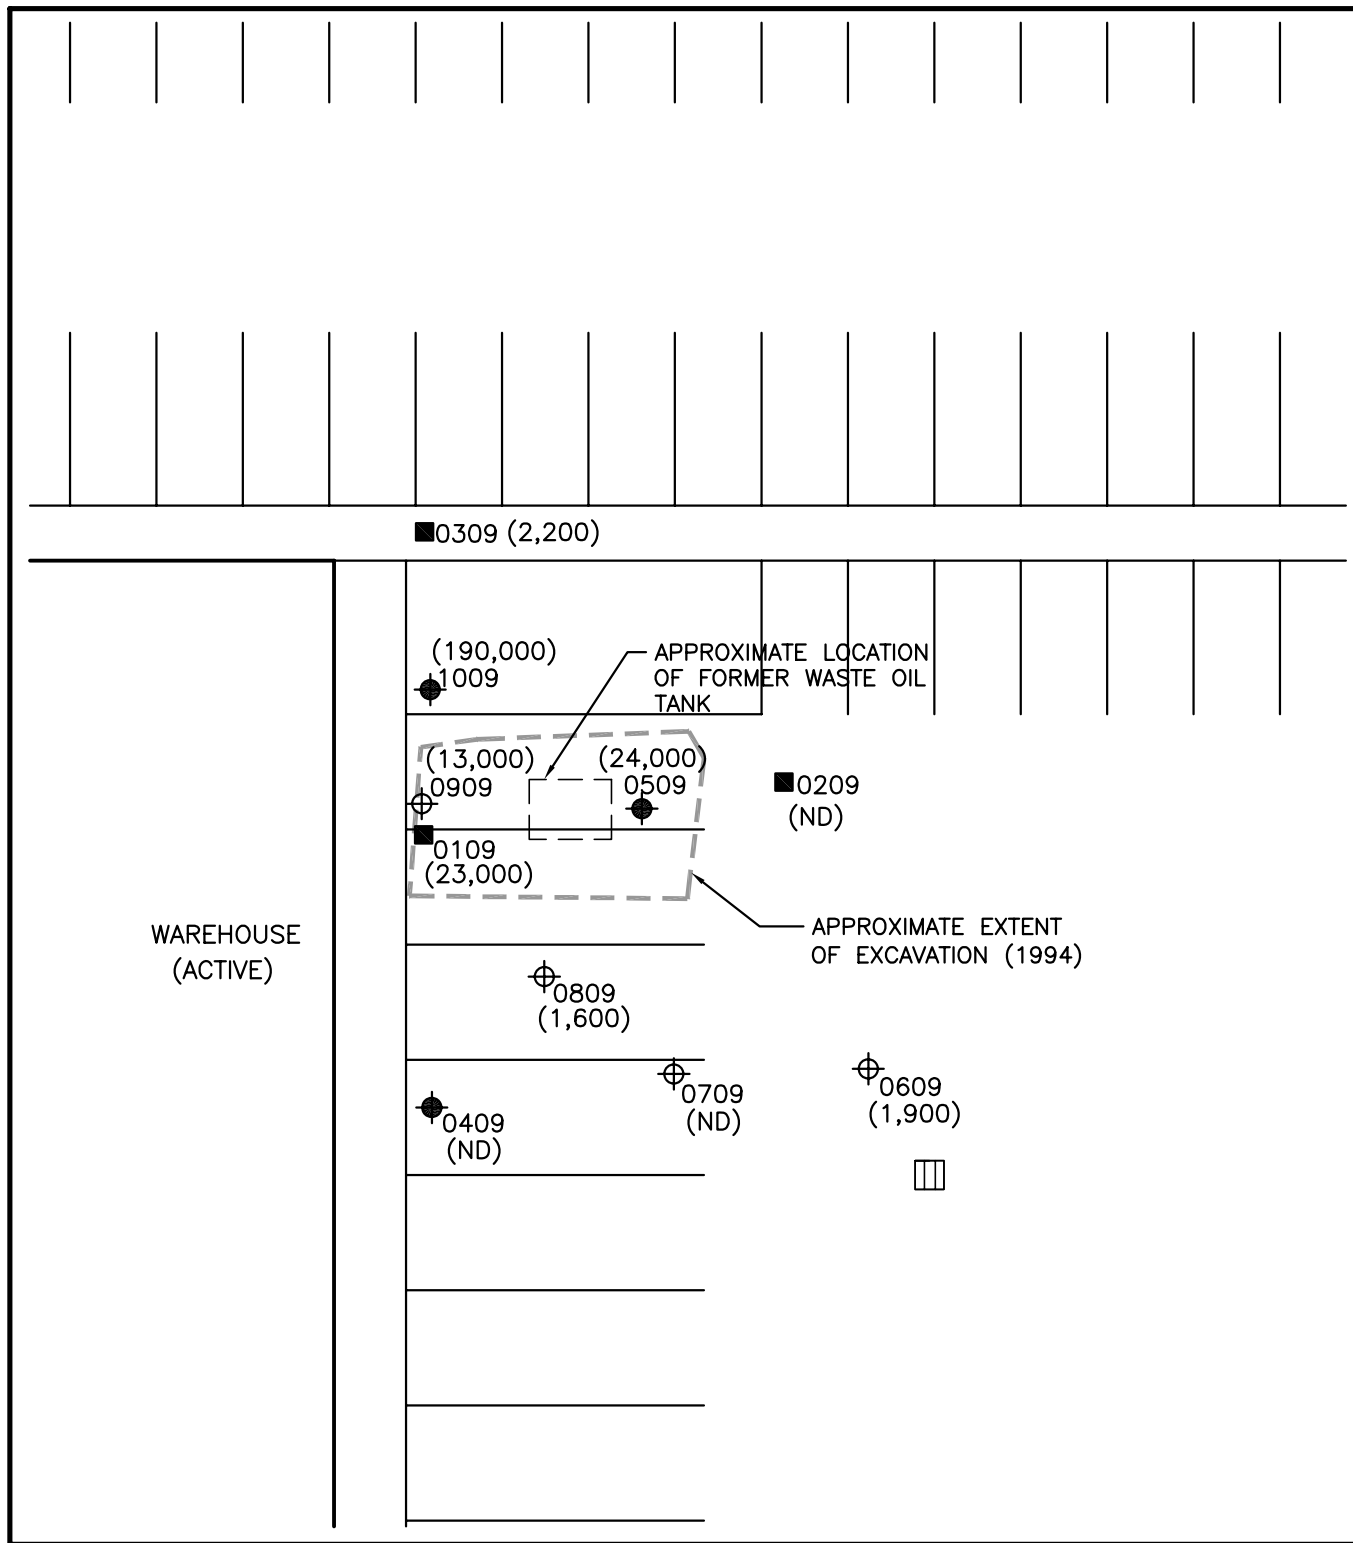 0309 (2,200)
(190,000)
1009
APPROXIMATE LOCATION
OF FORMER WASTE OIL
TANK
(13,000)
0909
(24,000)
0509
0209
(ND)
0109
(23,000)
WAREHOUSE
(ACTIVE)
APPROXIMATE EXTENT
OF EXCAVATION (1994)
0809
(1,600)
0709
(ND)
0609
(1,900)
0409
(ND)